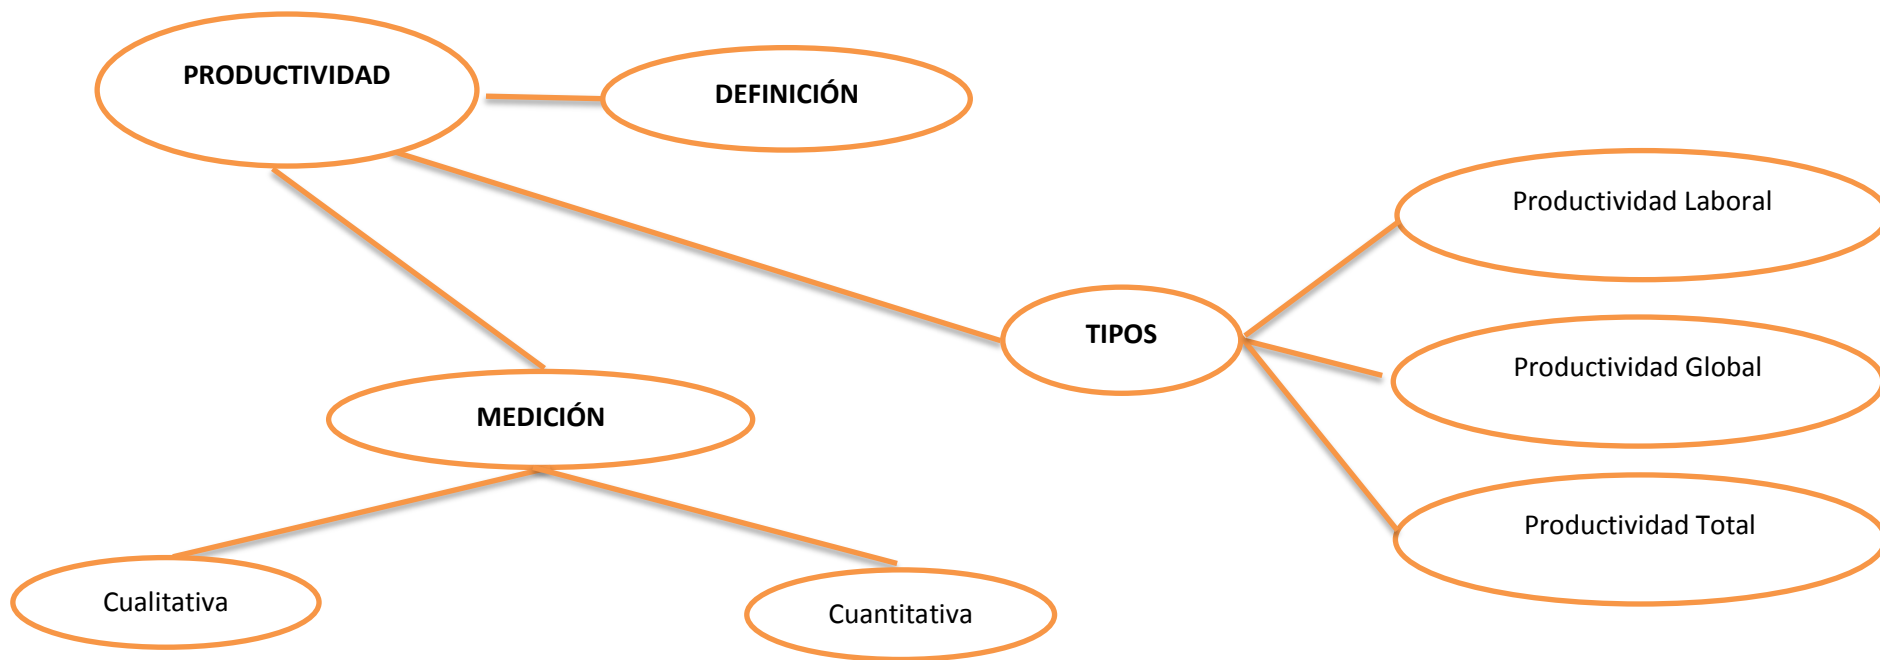 PRODUCTIVIDAD
DEFINICIÓN
Productividad Laboral
TIPOS
Productividad Global
MEDICIÓN
Productividad Total
Cualitativa
Cuantitativa